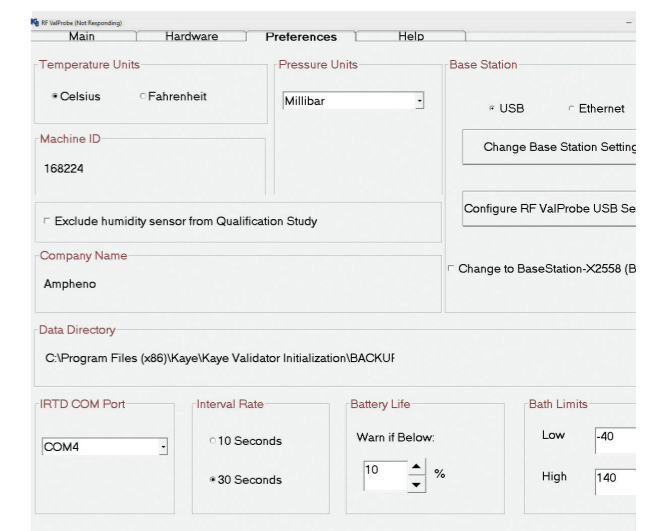 RF ValProbe (Not Responding)
Main Hardware Preferences Help
Temperature Units
Celsius Fahrenheit
Pressure Units
Millibar
Base Station
USB Ethernet
Change Base Station Setting
Configure RF ValProbe USB Se
Change to BaseStation-X2558 (B
Machine ID
168224
Exclude humidity sensor from Qualification Study
Company Name
Ampheno
Data Directory
C:\Program Files (x86)\Kaye\Kaye Validator Initialization\BACKUF
IRTD COM Port
COM4
Interval Rate
10 Seconds
30 Seconds
Battery Life
Warn if Below:
10 %
Bath Limits
Low -40
High 140